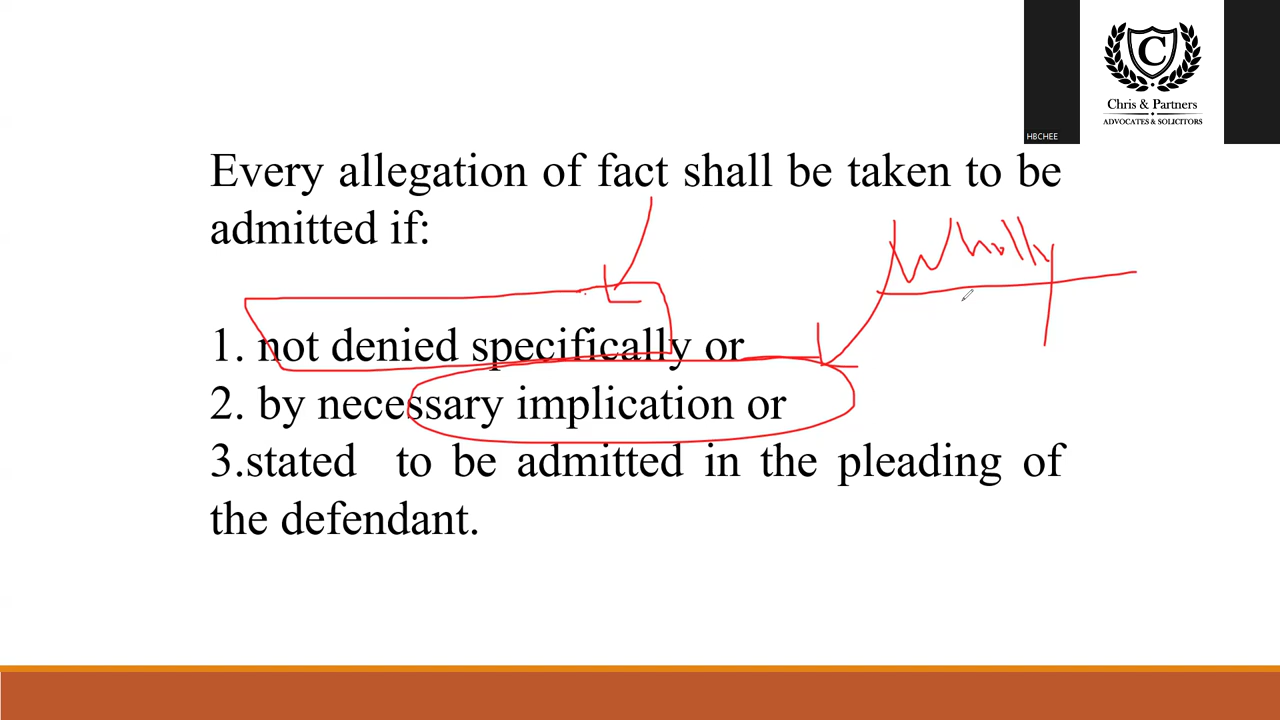 C
Chris & Partners
ADVOCATES & SOLICITORS
HBCHEE
Every allegation of fact shall be taken to be
admitted if:
Wholly
1. not denied specifically or
2. by necessary implication or
3.stated to be admitted in the pleading of
the defendant.